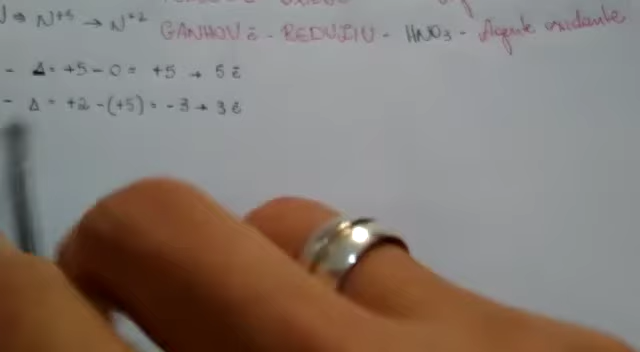 N⁺⁵ → N⁺² GANHOU ē - REDUZIU - HNO₃ - Agente oxidante
- Δ = +5 - 0 = +5 → 5 ē
- Δ = +2 - (+5) = -3 → 3 ē